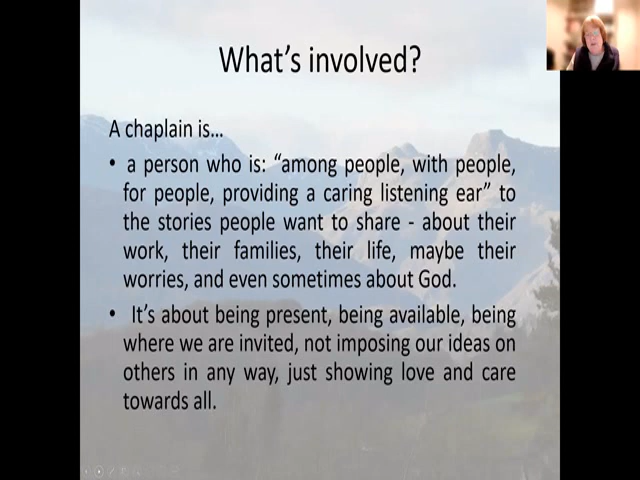 What’s involved?
A chaplain is…
• a person who is: “among people, with people,
for people, providing a caring listening ear” to
the stories people want to share - about their
work, their families, their life, maybe their
worries, and even sometimes about God.
• It’s about being present, being available, being
where we are invited, not imposing our ideas on
others in any way, just showing love and care
towards all.